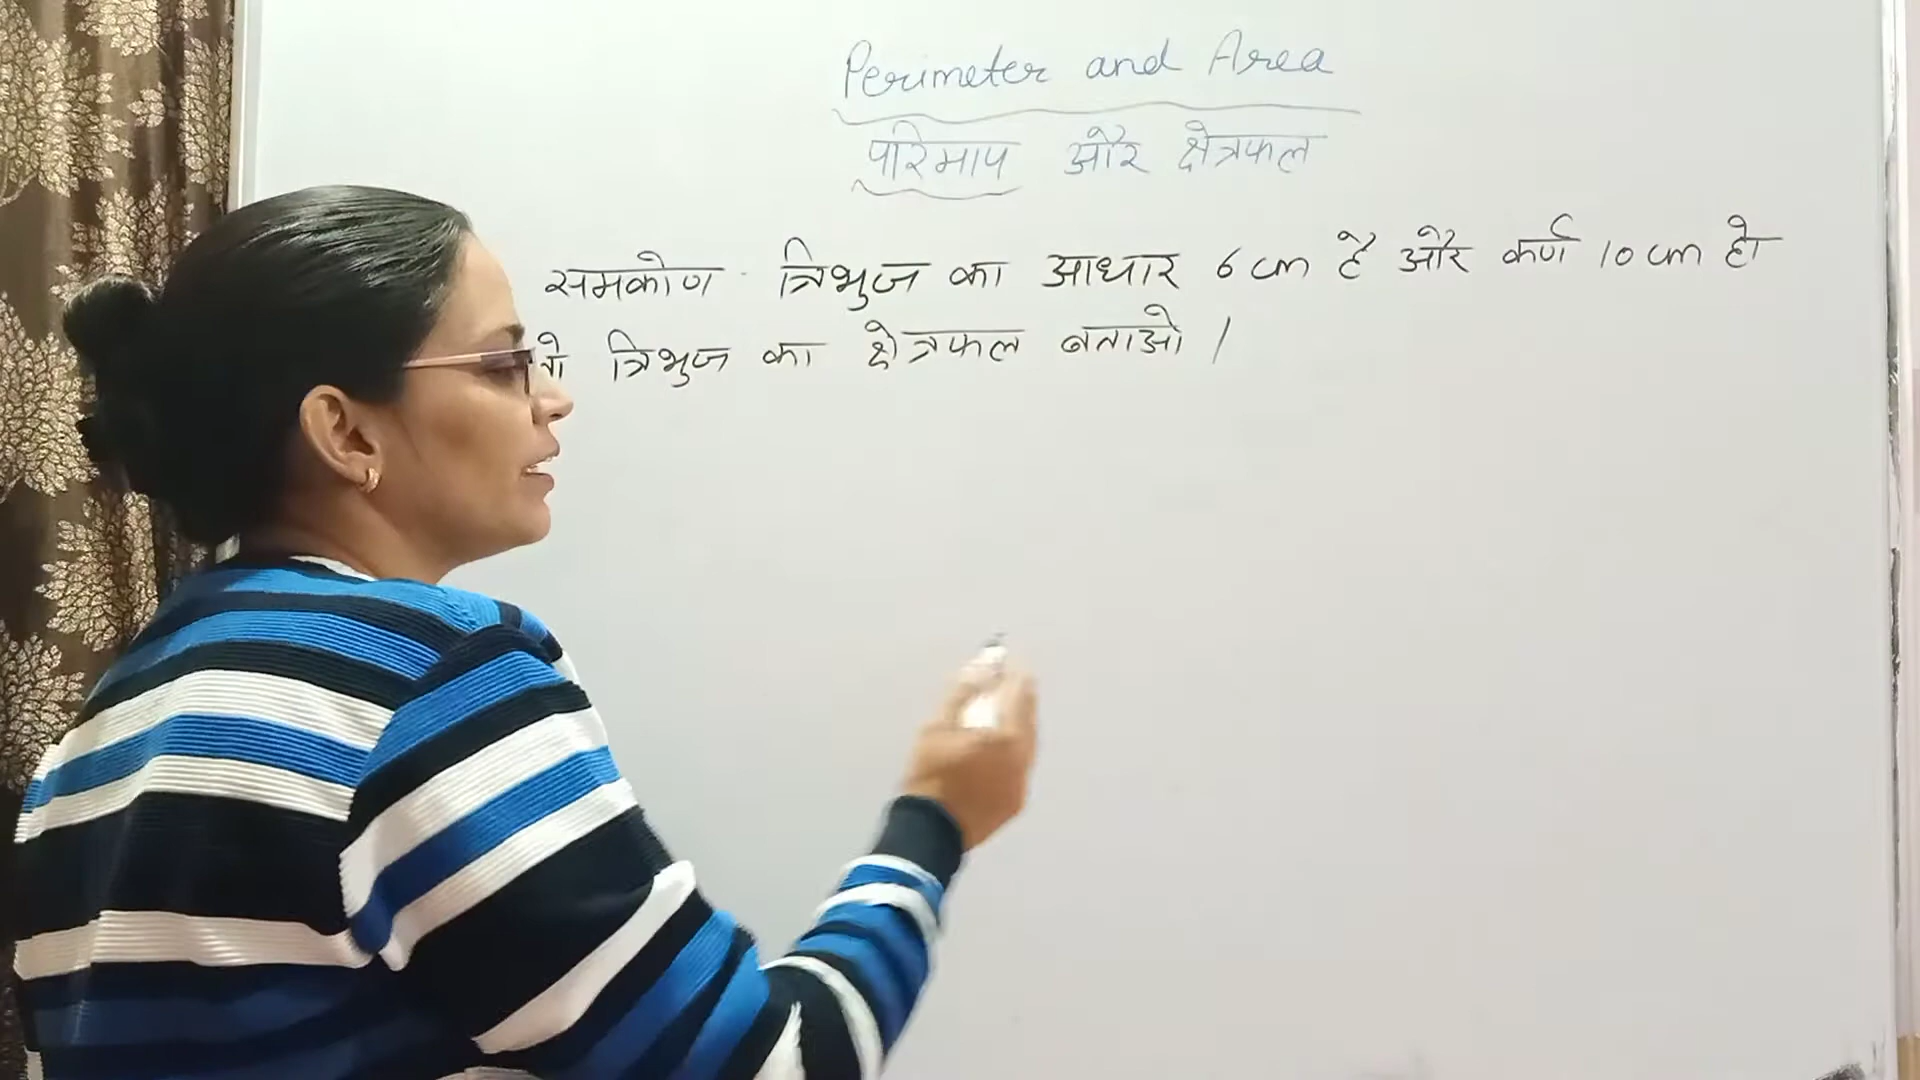 Perimeter and Area
परिमाप और क्षेत्रफल
समकोण त्रिभुज का आधार 6 cm है और कर्ण 10 cm हो
तो त्रिभुज का क्षेत्रफल बताओ ।